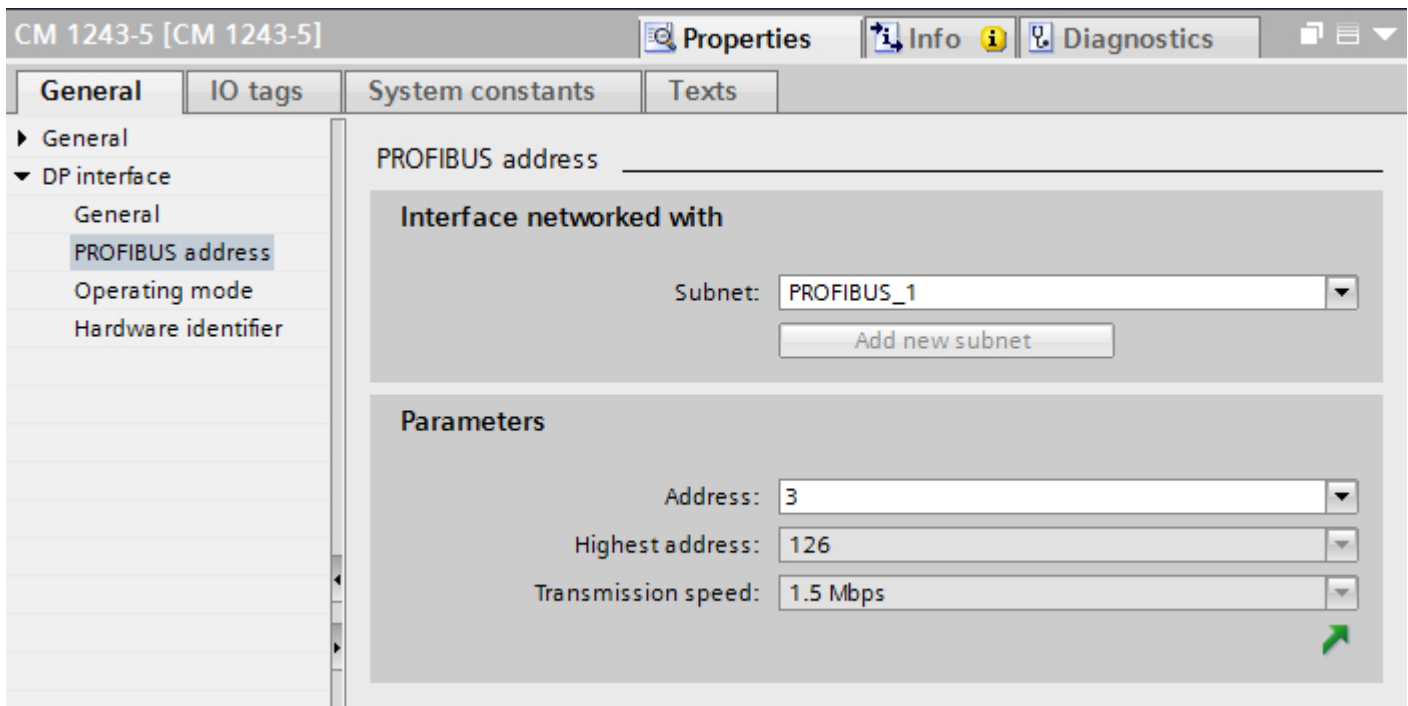 CM 1243-5 [CM 1243-5]
Properties
Info
Diagnostics
General
IO tags
System constants
Texts
General
DP interface
General
PROFIBUS address
Operating mode
Hardware identifier
PROFIBUS address
Interface networked with
Subnet: PROFIBUS_1
Add new subnet
Parameters
Address: 3
Highest address: 126
Transmission speed: 1.5 Mbps